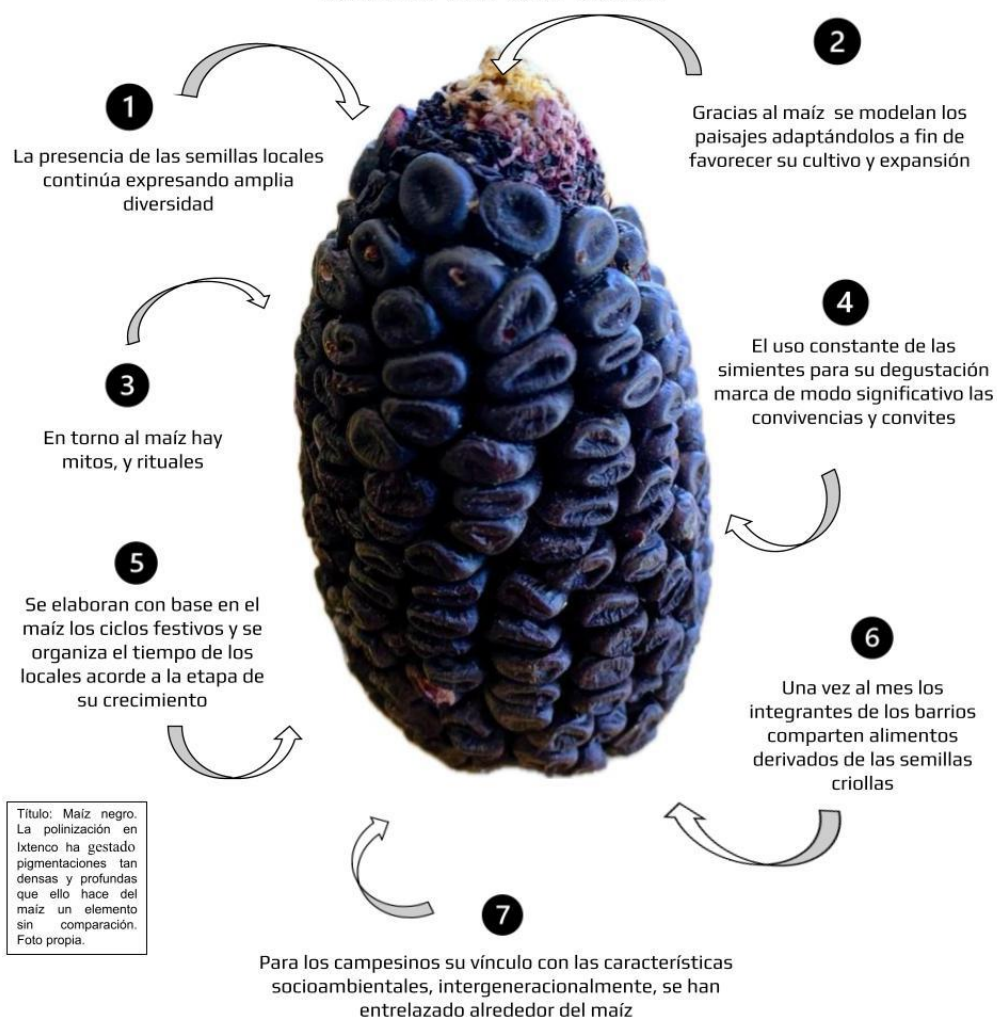 1
La presencia de las semillas locales
continúa expresando amplia
diversidad
2
Gracias al maíz se modelan los
paisajes adaptándolos a fin de
favorecer su cultivo y expansión
3
En torno al maíz hay
mitos, y rituales
4
El uso constante de las
simientes para su degustación
marca de modo significativo las
convivencias y convites
5
Se elaboran con base en el
maíz los ciclos festivos y se
organiza el tiempo de los
locales acorde a la etapa de
su crecimiento
6
Una vez al mes los
integrantes de los barrios
comparten alimentos
derivados de las semillas
criollas
Título: Maíz negro.
La polinización en
Ixtenco ha gestado
pigmentaciones tan
densas y profundas
que ello hace del
maíz un elemento
sin comparación.
Foto propia.
7
Para los campesinos su vínculo con las características
socioambientales, intergeneracionalmente, se han
entrelazado alrededor del maíz